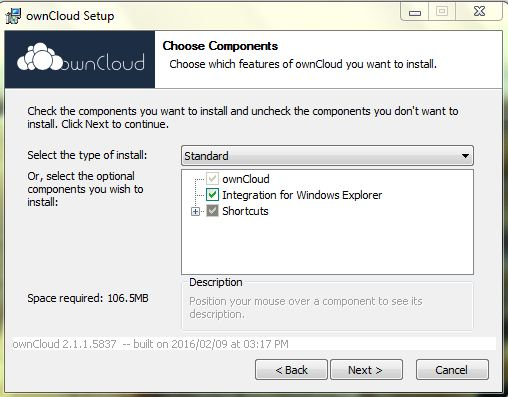 ownCloud Setup
ownCloud
Choose Components
Choose which features of ownCloud you want to install.
Check the components you want to install and uncheck the components you don't want to
install. Click Next to continue.
Select the type of install:
Standard
Or, select the optional
components you wish to
install:
ownCloud
Integration for Windows Explorer
Shortcuts
Space required: 106.5MB
Description
Position your mouse over a component to see its
description.
ownCloud 2.1.1.5837 -- built on 2016/02/09 at 03:17 PM
< Back
Next >
Cancel